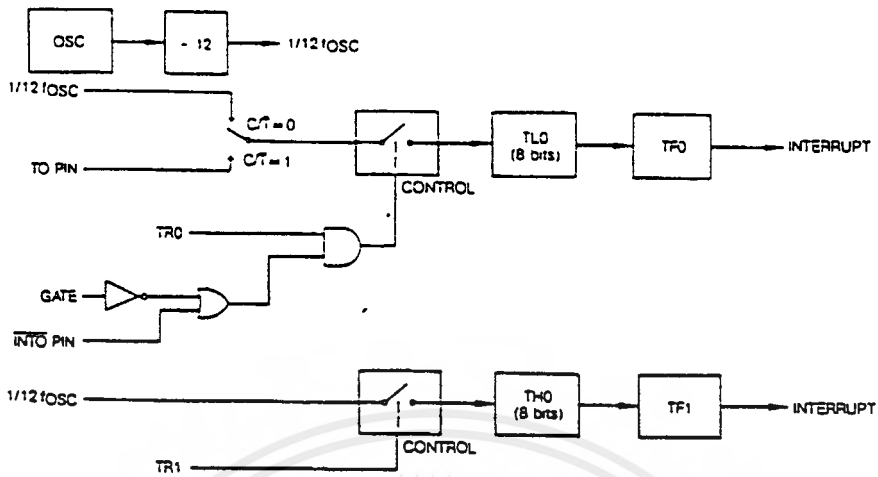 OSC
÷ 12
1/12 fOSC
1/12 fOSC
C/T̅ = 0
C/T̅ = 1
T0 PIN
CONTROL
TL0
(8 bits)
TF0
INTERRUPT
TR0
GATE
I̅N̅T̅0̅ PIN
1/12 fOSC
TH0
(8 bits)
TF1
INTERRUPT
CONTROL
TR1